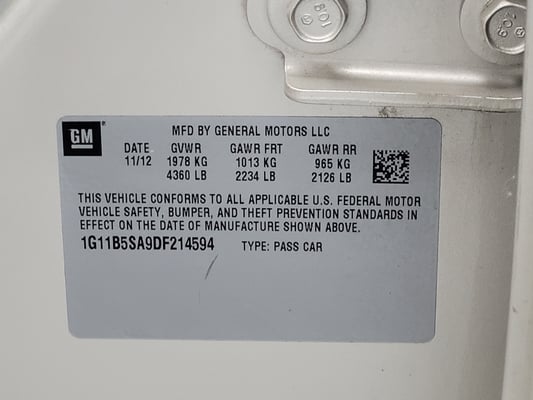 GM
MFD BY GENERAL MOTORS LLC
DATE GVWR GAWR FRT GAWR RR
11/12 1978 KG 1013 KG 965 KG
4360 LB 2234 LB 2126 LB
THIS VEHICLE CONFORMS TO ALL APPLICABLE U.S. FEDERAL MOTOR
VEHICLE SAFETY, BUMPER, AND THEFT PREVENTION STANDARDS IN
EFFECT ON THE DATE OF MANUFACTURE SHOWN ABOVE.
1G11B5SA9DF214594 TYPE: PASS CAR